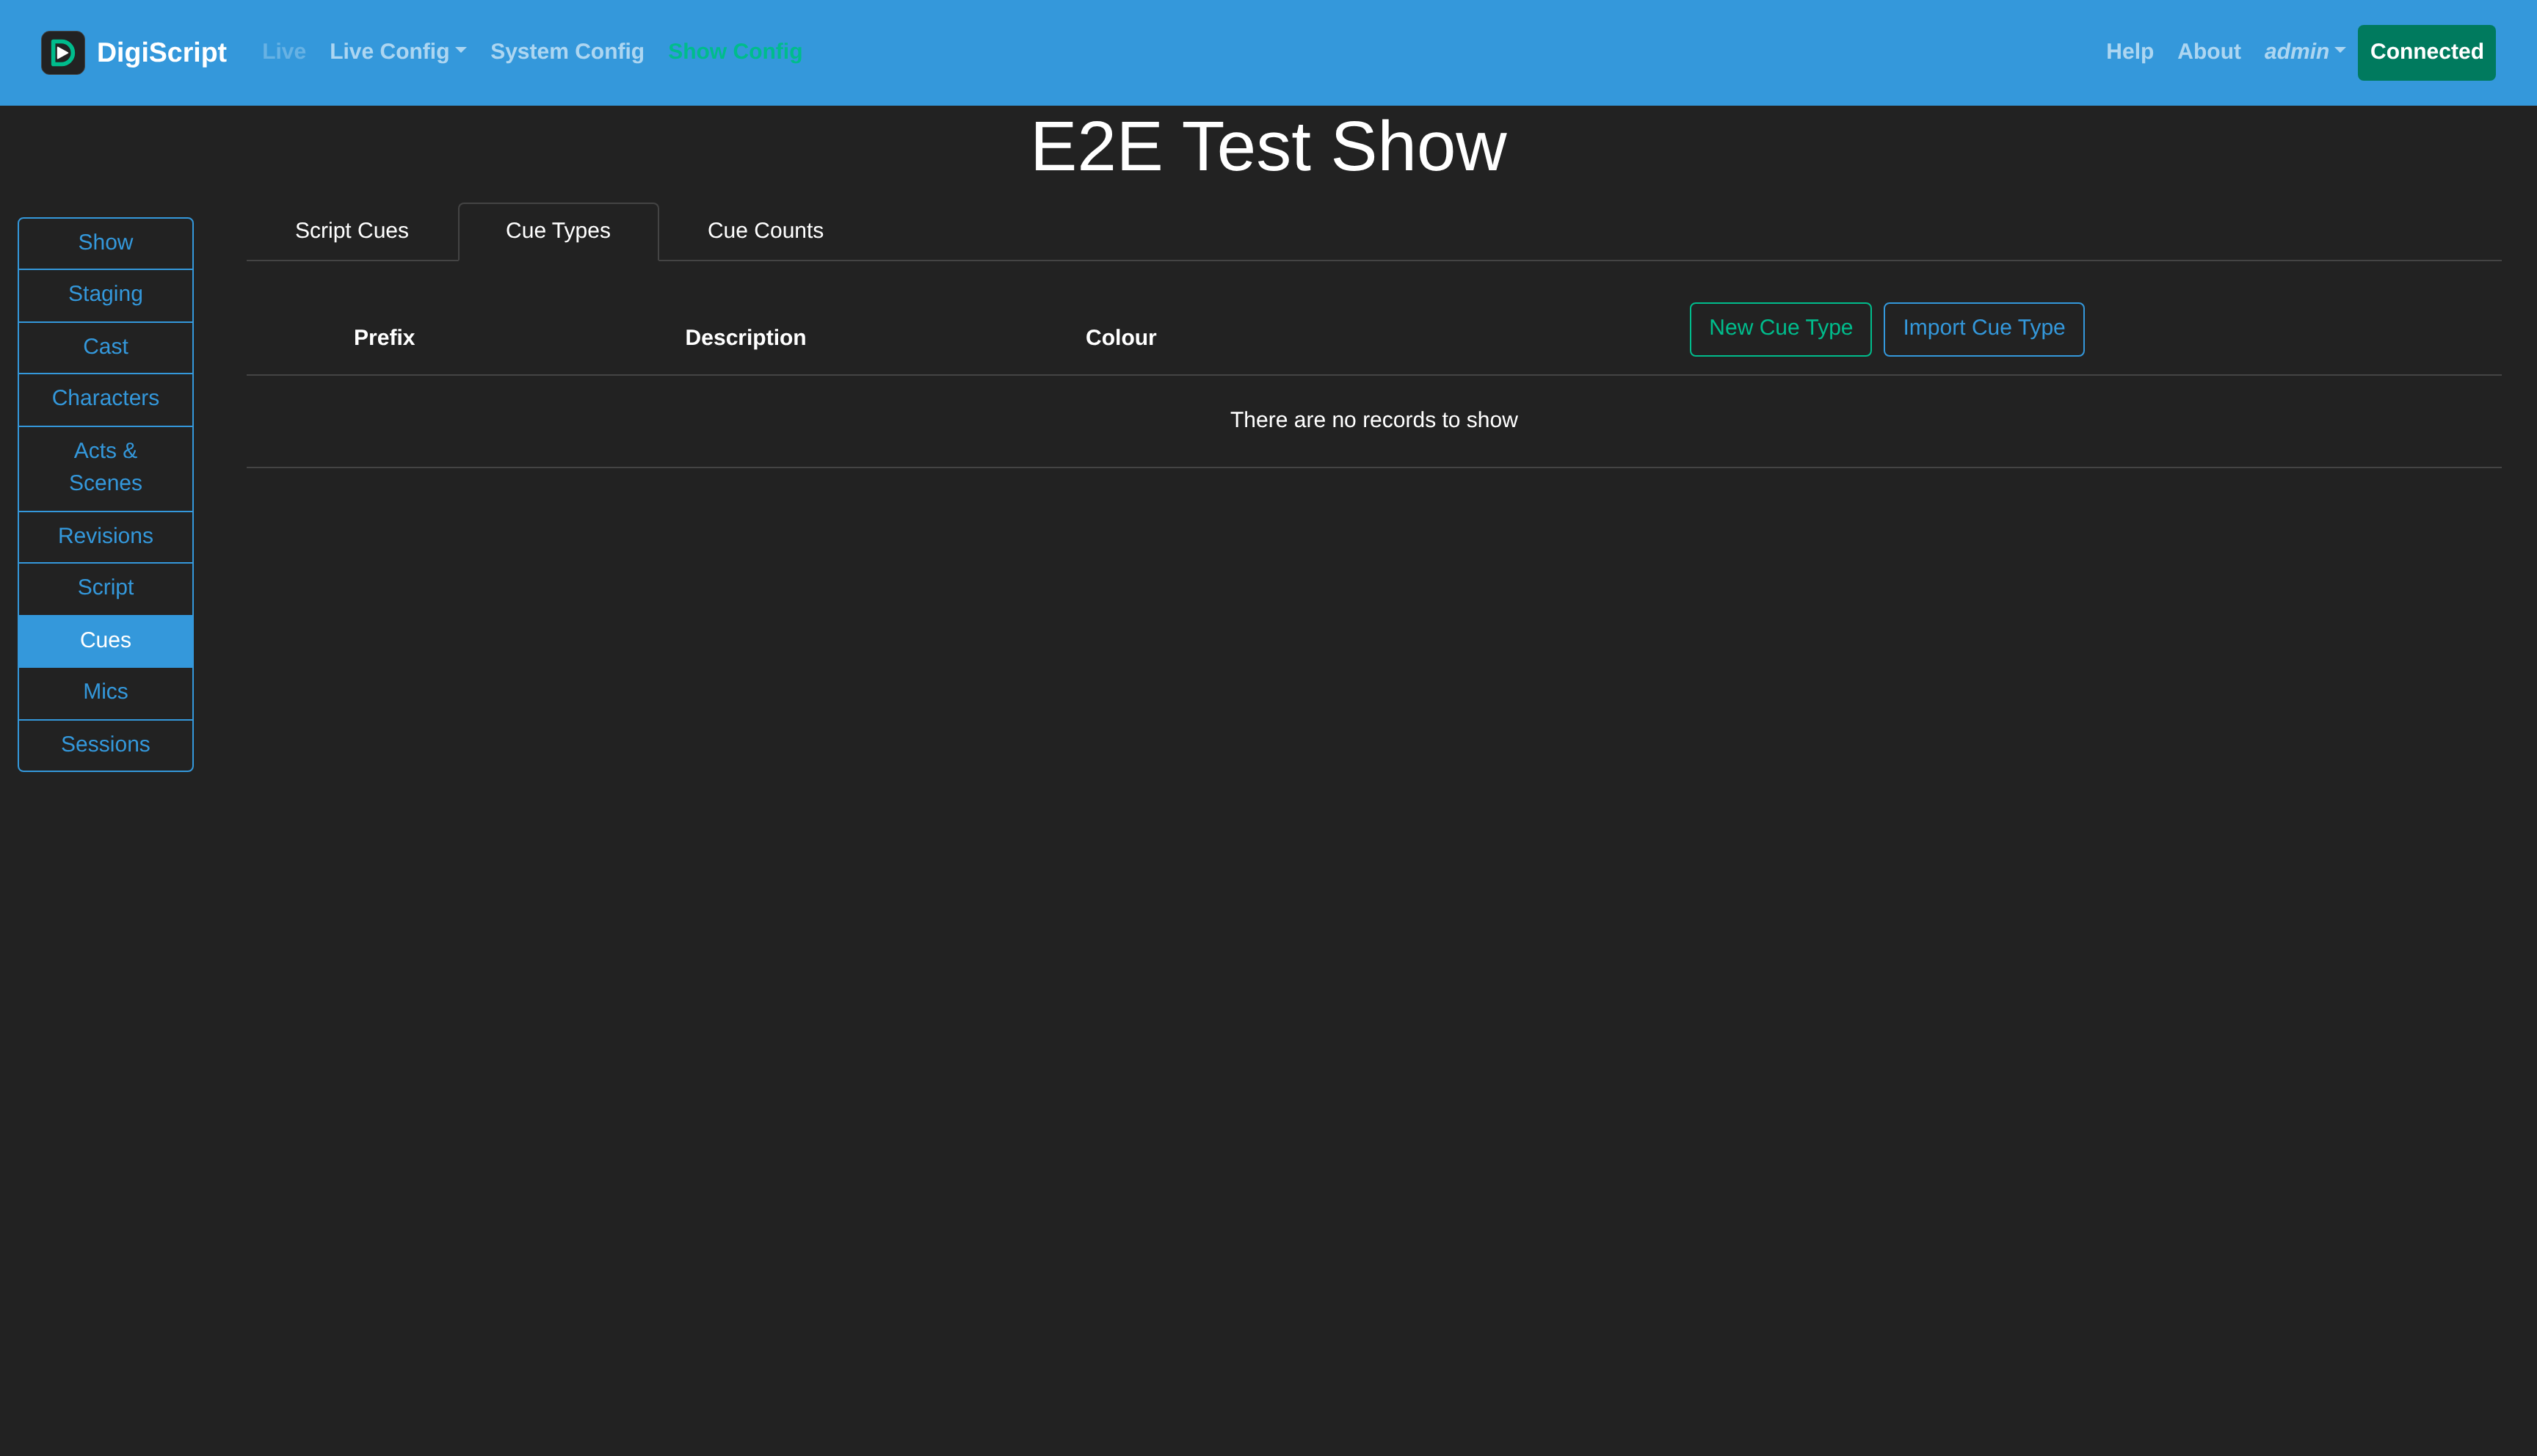 DigiScript Live Live Config System Config Show Config Help About admin Connected
E2E Test Show
Show
Staging
Cast
Characters
Acts &
Scenes
Revisions
Script
Cues
Mics
Sessions
Script Cues Cue Types Cue Counts
Prefix Description Colour New Cue Type Import Cue Type
There are no records to show